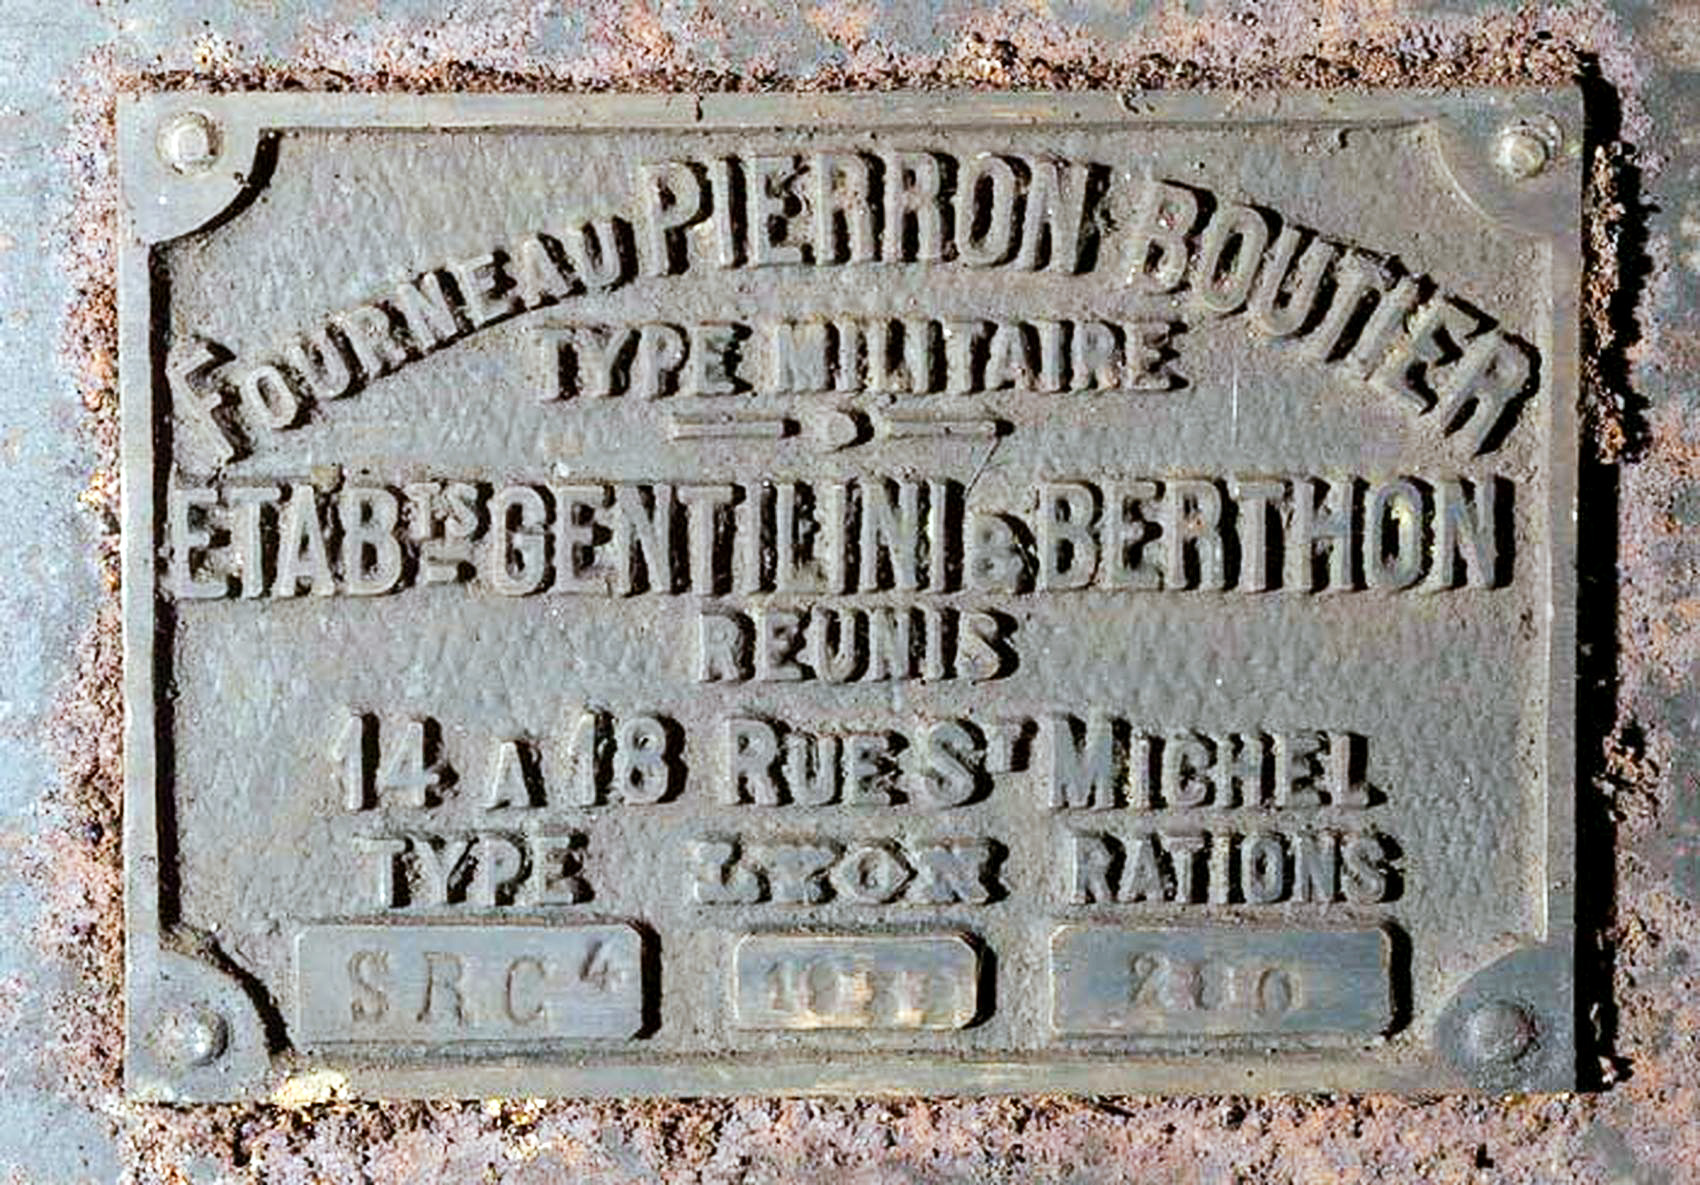 FOURNEAU PIERRON BOUTIER
TYPE MILITAIRE
ETABTS GENTILINI & BERTHON
REUNIS
14 A 18 RUE ST MICHEL
TYPE LYON RATIONS
SRC4